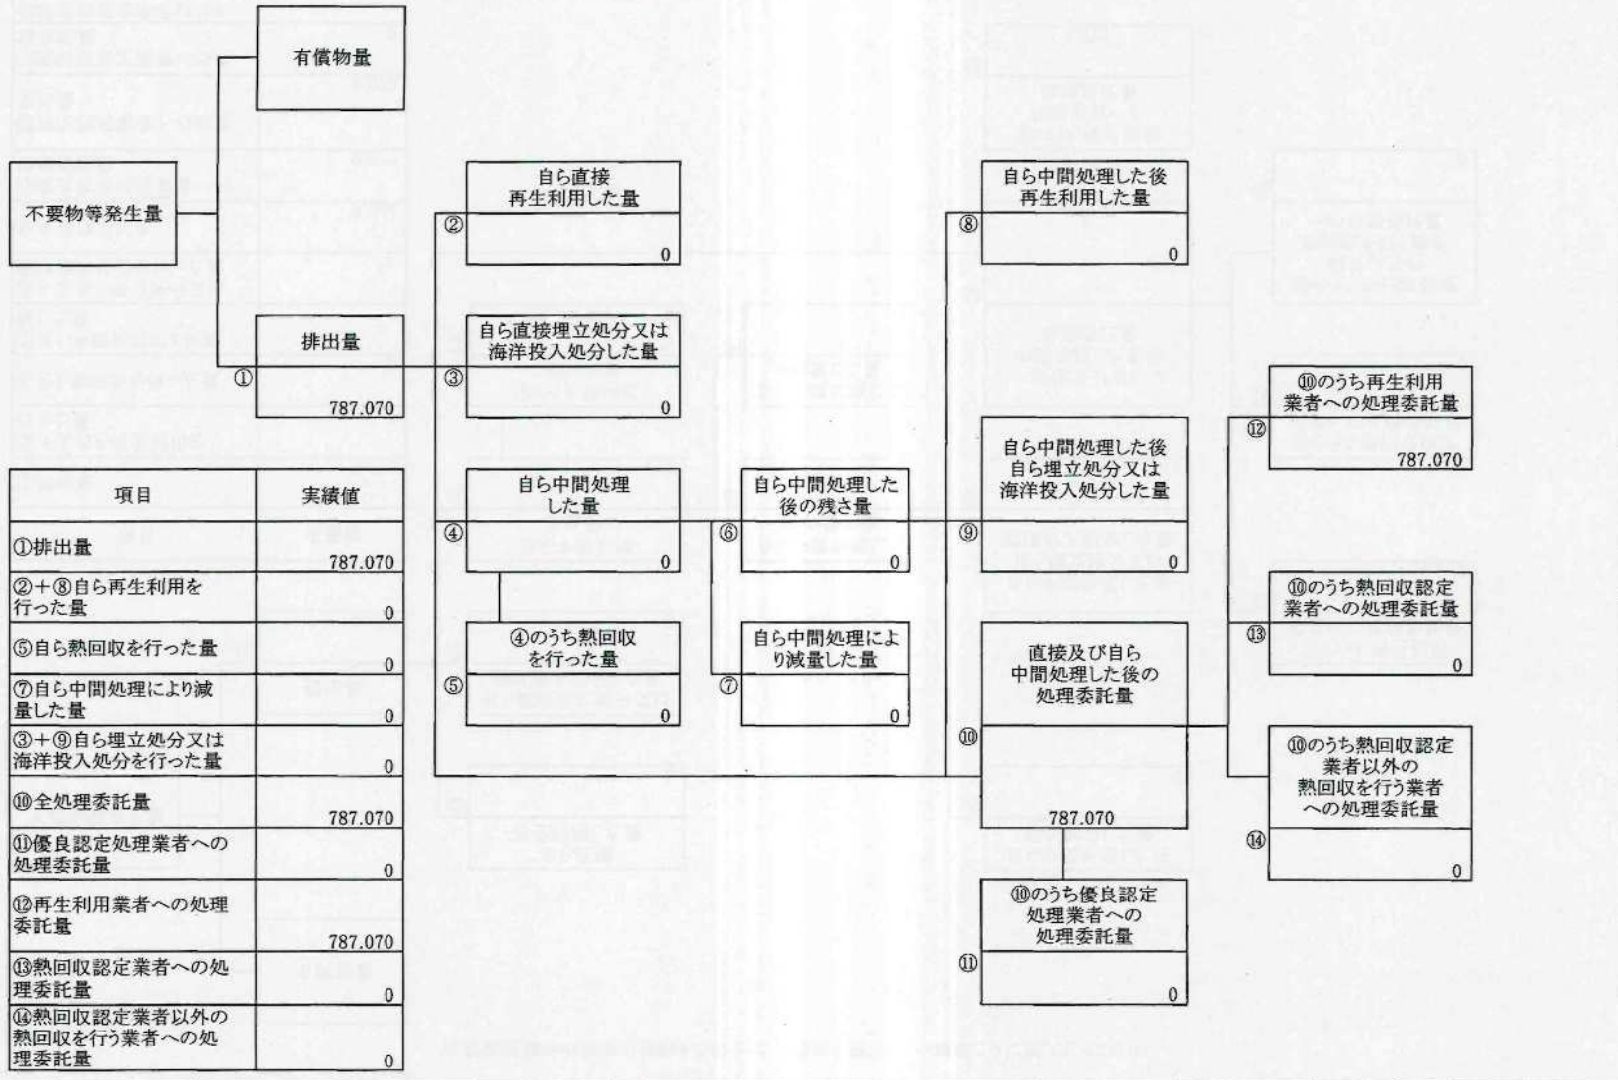 有償物量
不要物等発生量
排出量
①
787.070
自ら直接
再生利用した量
②
0
自ら直接埋立処分又は
海洋投入処分した量
③
0
自ら中間処理
した量
④
0
④のうち熱回収
を行った量
⑤
0
自ら中間処理した
後の残さ量
⑥
0
自ら中間処理によ
り減量した量
⑦
0
自ら中間処理した後
再生利用した量
⑧
0
自ら中間処理した後
自ら埋立処分又は
海洋投入処分した量
⑨
0
直接及び自ら
中間処理した後の
処理委託量
⑩
787.070
⑩のうち優良認定
処理業者への
処理委託量
⑪
0
⑩のうち再生利用
業者への処理委託量
⑫
787.070
⑩のうち熱回収認定
業者への処理委託量
⑬
0
⑩のうち熱回収認定
業者以外の
熱回収を行う業者
への処理委託量
⑭
0
項目 実績値
①排出量
787.070
②+⑧自ら再生利用を
行った量
0
⑤自ら熱回収を行った量
0
⑦自ら中間処理により減
量した量
0
③+⑨自ら埋立処分又は
海洋投入処分を行った量
0
⑩全処理委託量
787.070
⑪優良認定処理業者への
処理委託量
0
⑫再生利用業者への処理
委託量
787.070
⑬熱回収認定業者への処
理委託量
0
⑭熱回収認定業者以外の
熱回収を行う業者への処
理委託量
0